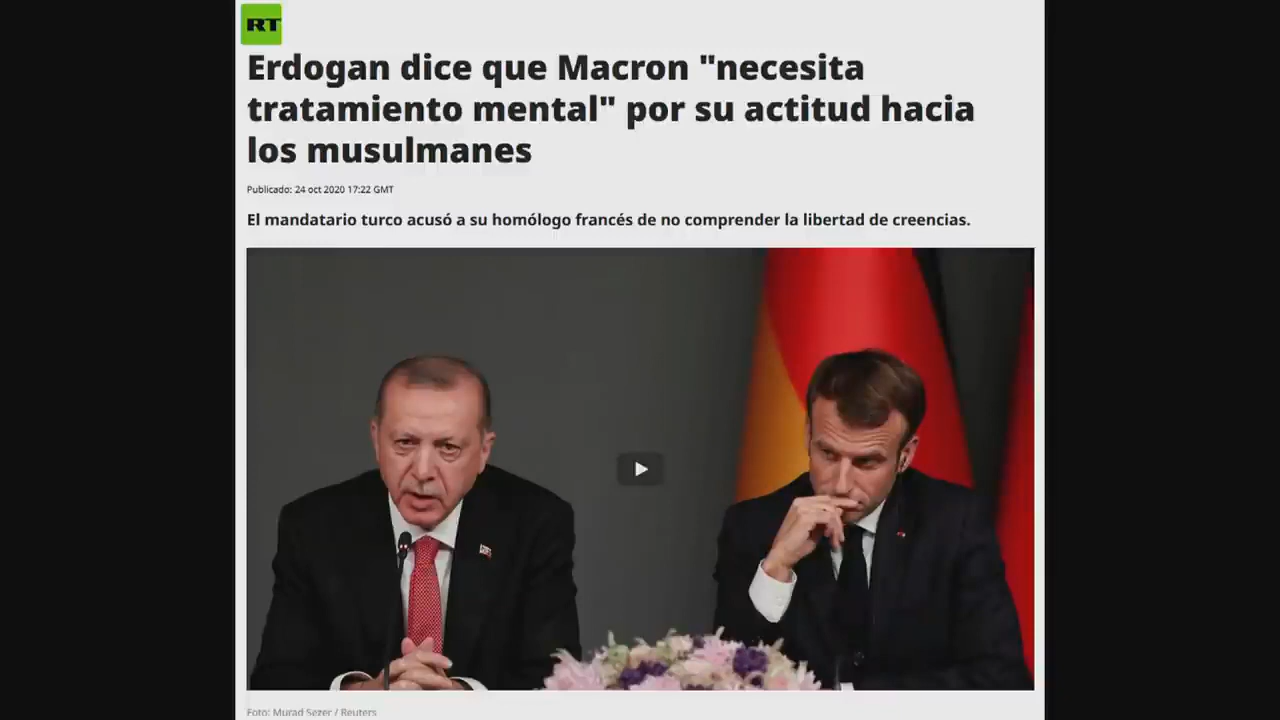 RT
Erdogan dice que Macron "necesita
tratamiento mental" por su actitud hacia
los musulmanes
Publicado: 24 oct 2020 17:22 GMT
El mandatario turco acusó a su homólogo francés de no comprender la libertad de creencias.
Foto: Murad Sezer / Reuters